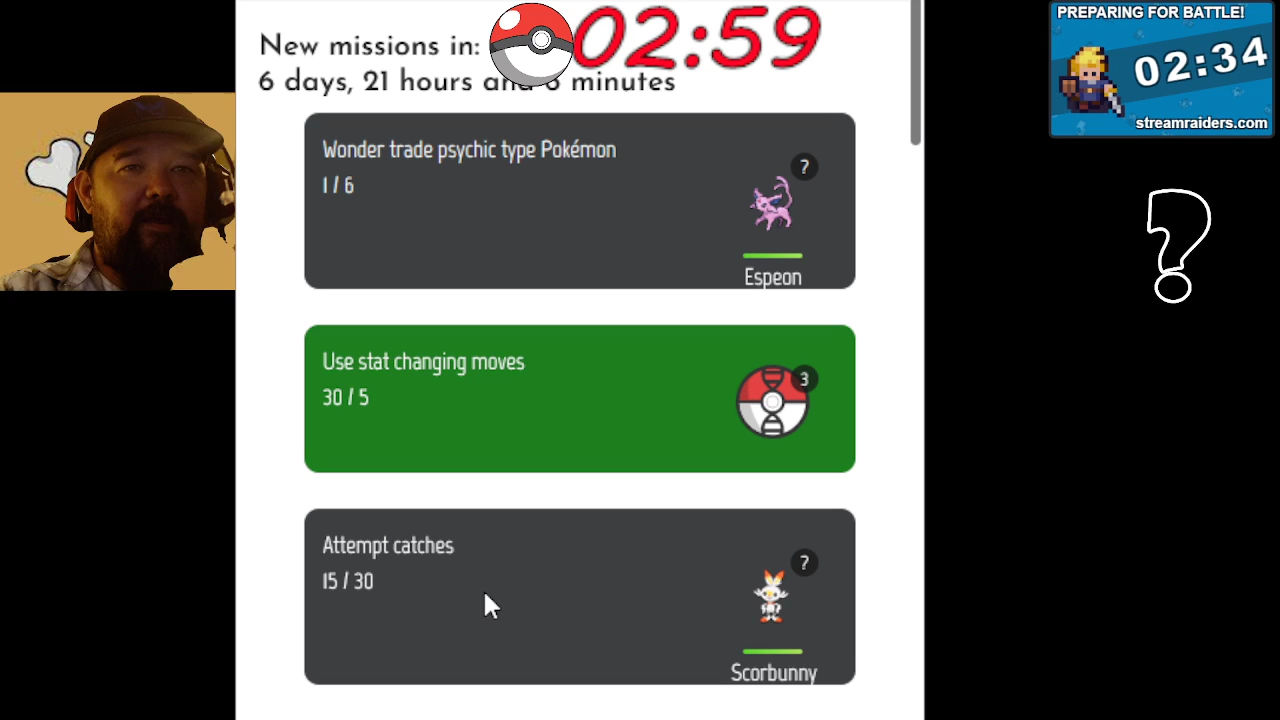 New missions in:
02:59
6 days, 21 hours and 8 minutes
Wonder trade psychic type Pokémon
1 / 6
?
Espeon
Use stat changing moves
30 / 5
3
Attempt catches
15 / 30
?
Scorbunny
PREPARING FOR BATTLE!
02:34
streamraiders.com
?